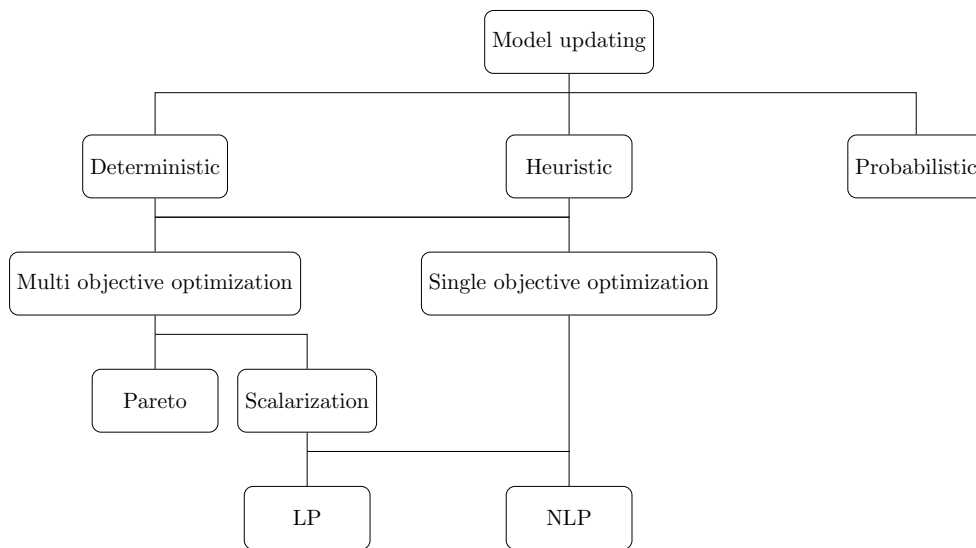 Model updating
Deterministic
Heuristic
Probabilistic
Multi objective optimization
Single objective optimization
Pareto
Scalarization
LP
NLP